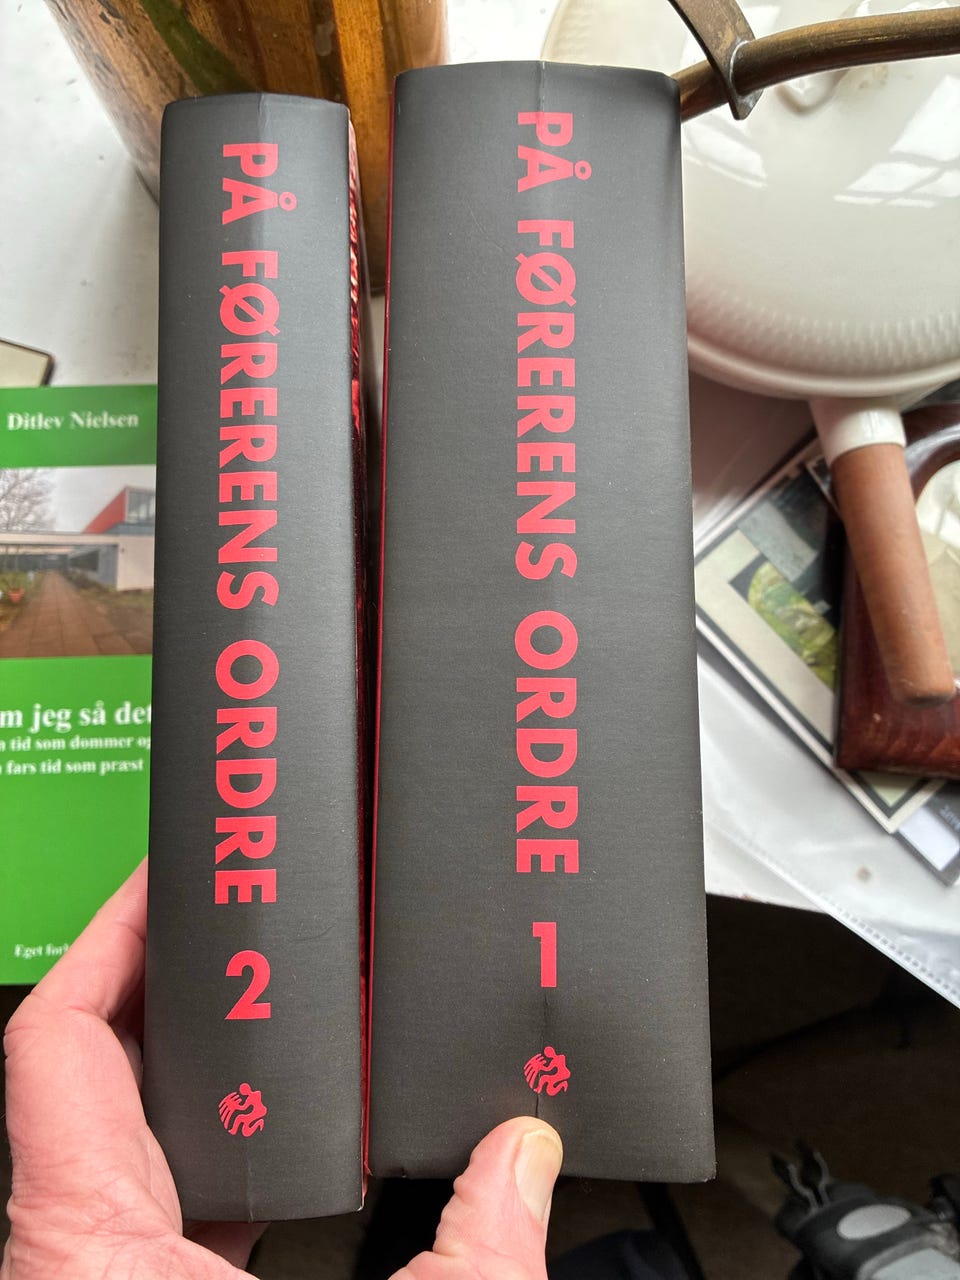 PÅ FØRERENS ORDRE 2
PÅ FØRERENS ORDRE 1
Ditlev Nielsen
jeg så det
tid som dommer
fars tid som præst
Eget